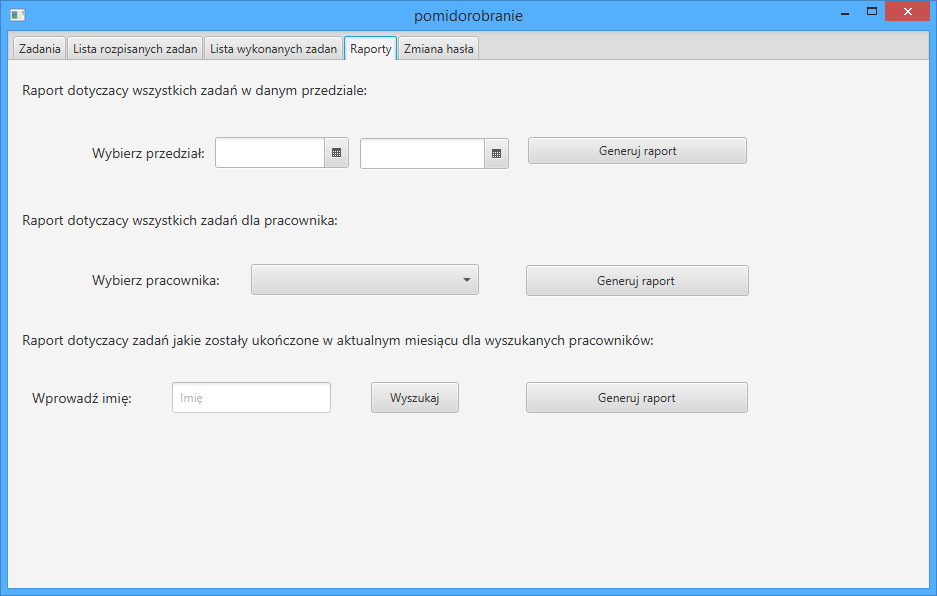 pomidorobranie
Zadania Lista rozpisanych zadan Lista wykonanych zadan Raporty Zmiana hasła
Raport dotyczacy wszystkich zadań w danym przedziale:
Wybierz przedział: Generuj raport
Raport dotyczacy wszystkich zadań dla pracownika:
Wybierz pracownika: Generuj raport
Raport dotyczacy zadań jakie zostały ukończone w aktualnym miesiącu dla wyszukanych pracowników:
Wprowadź imię: Imię Wyszukaj Generuj raport